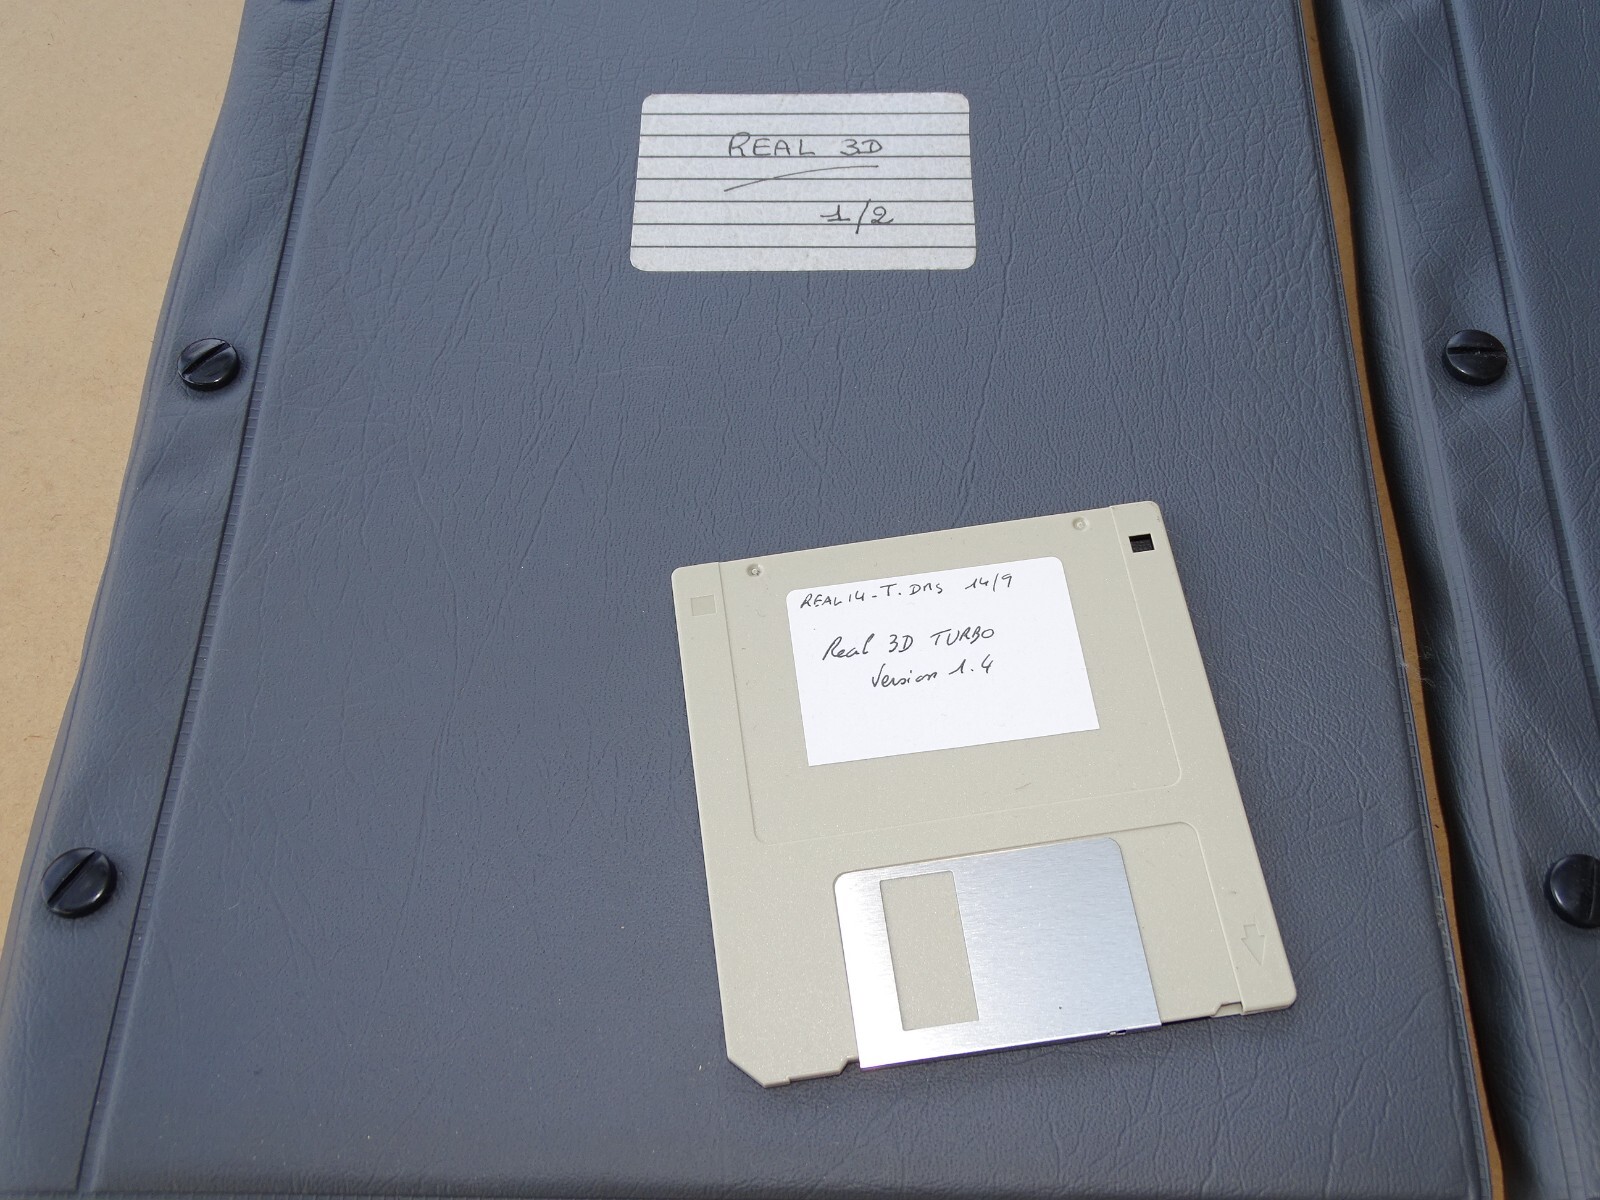 REAL 3D
1/2
REAL14-T.DMS 14/9
Real 3D TURBO
Version 1.4